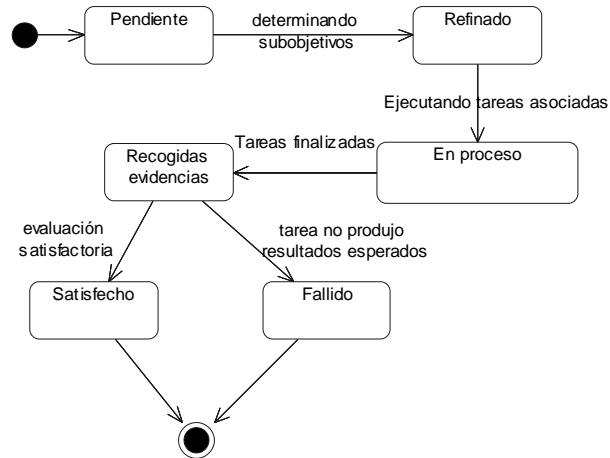 Pendiente
determinando
subobjetivos
Refinado
Ejecutando tareas asociadas
En proceso
Tareas finalizadas
Recogidas
evidencias
evaluación
satisfactoria
tarea no produjo
resultados esperados
Satisfecho
Fallido